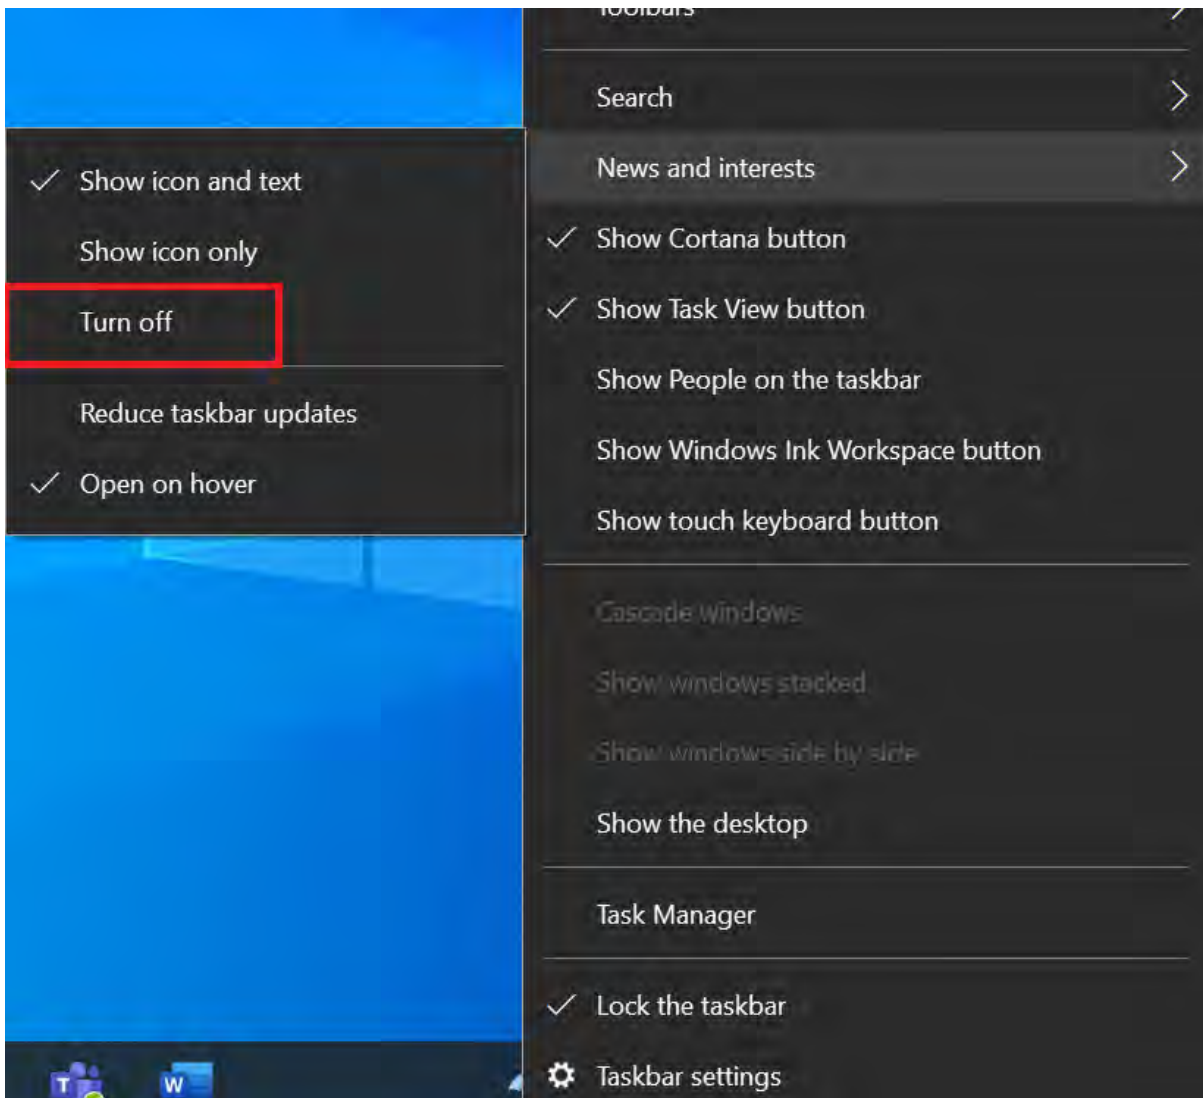 Toolbars
Search
News and interests
Show Cortana button
Show Task View button
Show People on the taskbar
Show Windows Ink Workspace button
Show touch keyboard button
Cascade windows
Show windows stacked
Show windows side by side
Show the desktop
Task Manager
Lock the taskbar
Taskbar settings
Show icon and text
Show icon only
Turn off
Reduce taskbar updates
Open on hover
T
W